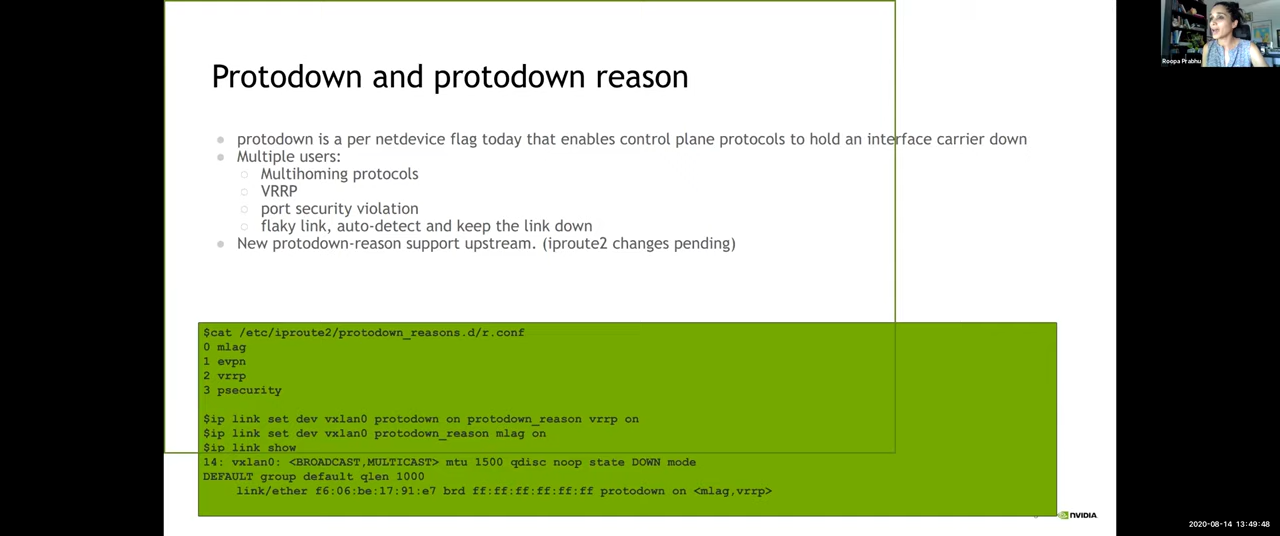 Protodown and protodown reason
protodown is a per netdevice flag today that enables control plane protocols to hold an interface carrier down
Multiple users:
Multihoming protocols
VRRP
port security violation
flaky link, auto-detect and keep the link down
New protodown-reason support upstream. (iproute2 changes pending)
$cat /etc/iproute2/protodown_reasons.d/r.conf
0 mlag
1 evpn
2 vrrp
3 psecurity
$ip link set dev vxlan0 protodown on protodown_reason vrrp on
$ip link set dev vxlan0 protodown_reason mlag on
$ip link show
14: vxlan0: <BROADCAST,MULTICAST> mtu 1500 qdisc noop state DOWN mode
DEFAULT group default qlen 1000
link/ether f6:06:be:17:91:e7 brd ff:ff:ff:ff:ff:ff protodown on <mlag,vrrp>
NVIDIA
Roopa Prabhu
2020-08-14 13:49:48